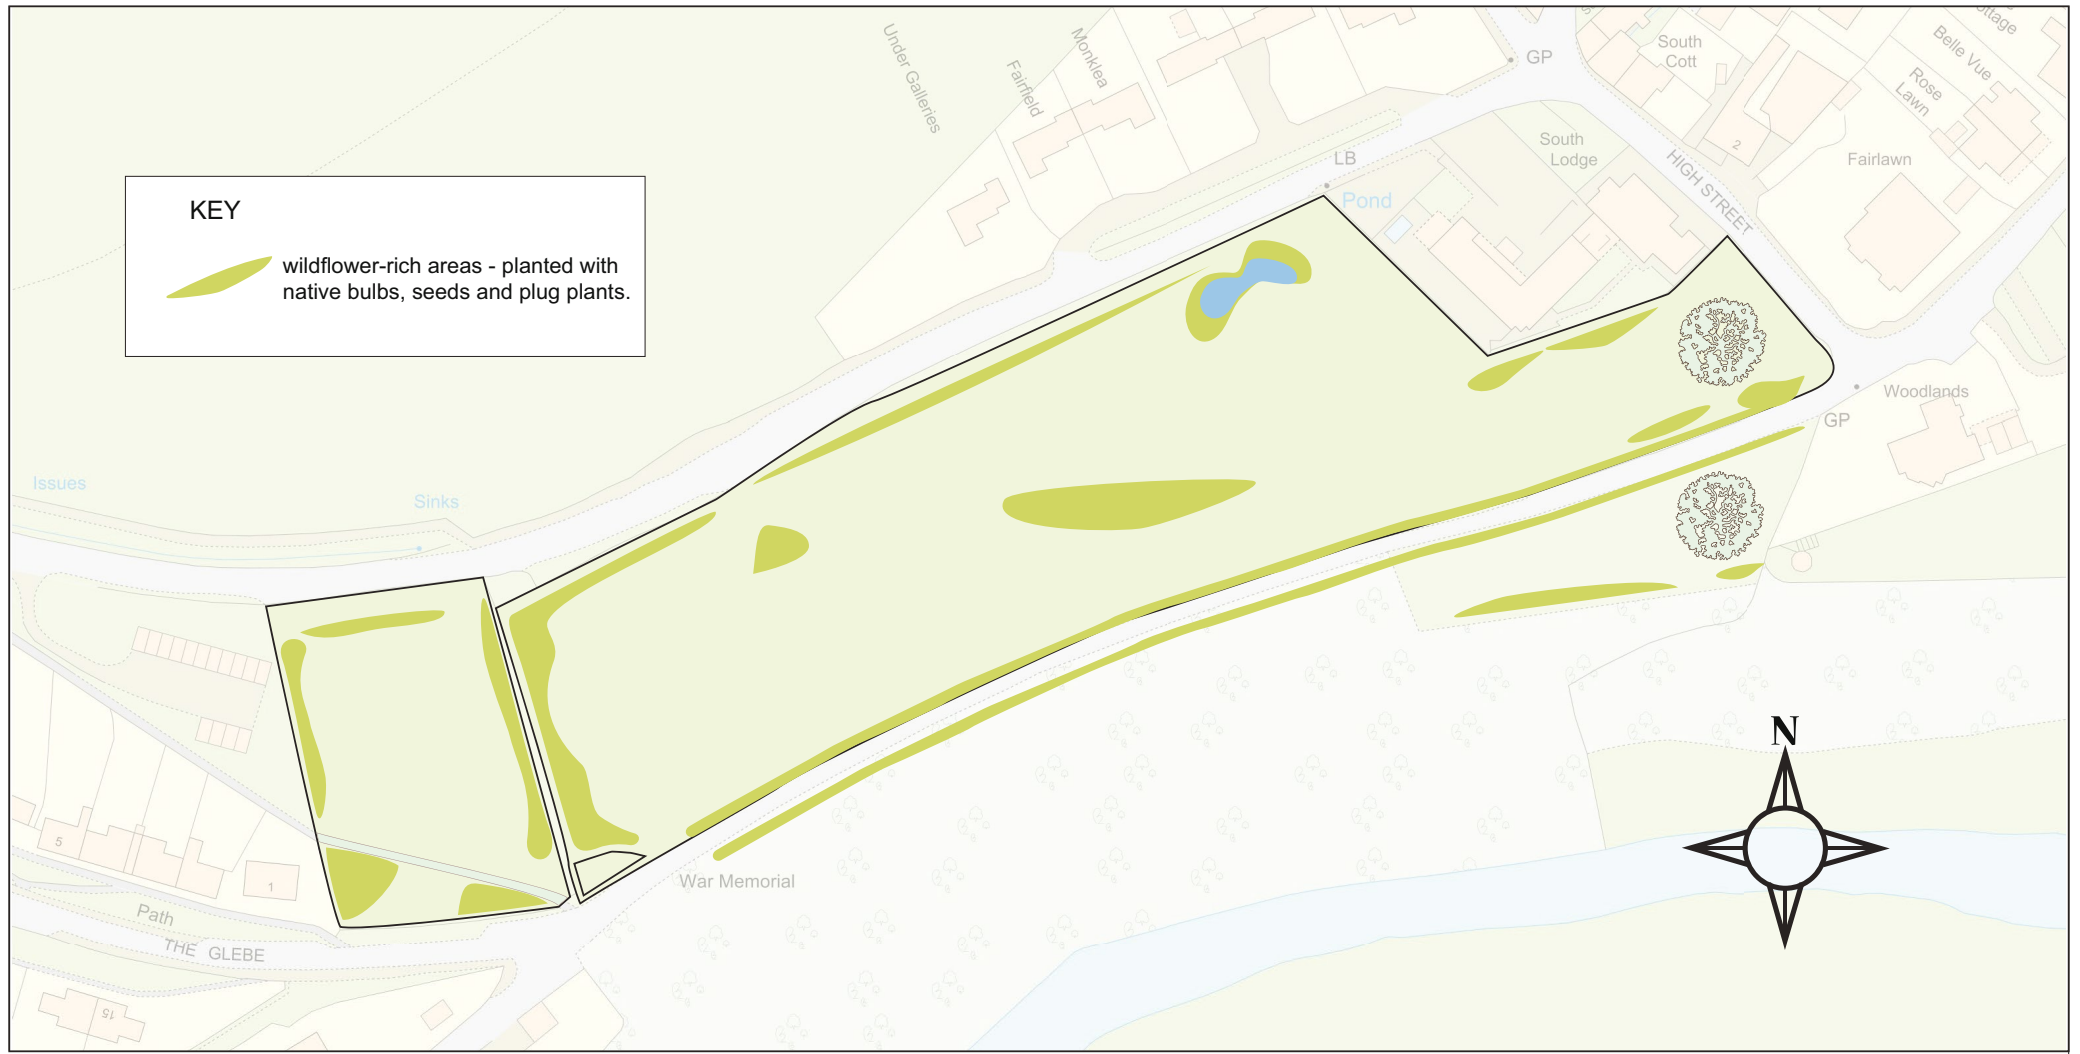 Under Galleries
Fairfield
Monklea
GP
South
Cott
ottage
Belle Vue
Rose
Lawn
2
Fairlawn
South
Lodge
LB
HIGH STREET
Pond
KEY
wildflower-rich areas - planted with
native bulbs, seeds and plug plants.
Woodlands
GP
Issues
Sinks
N
5
1
War Memorial
Path
THE GLEBE
15